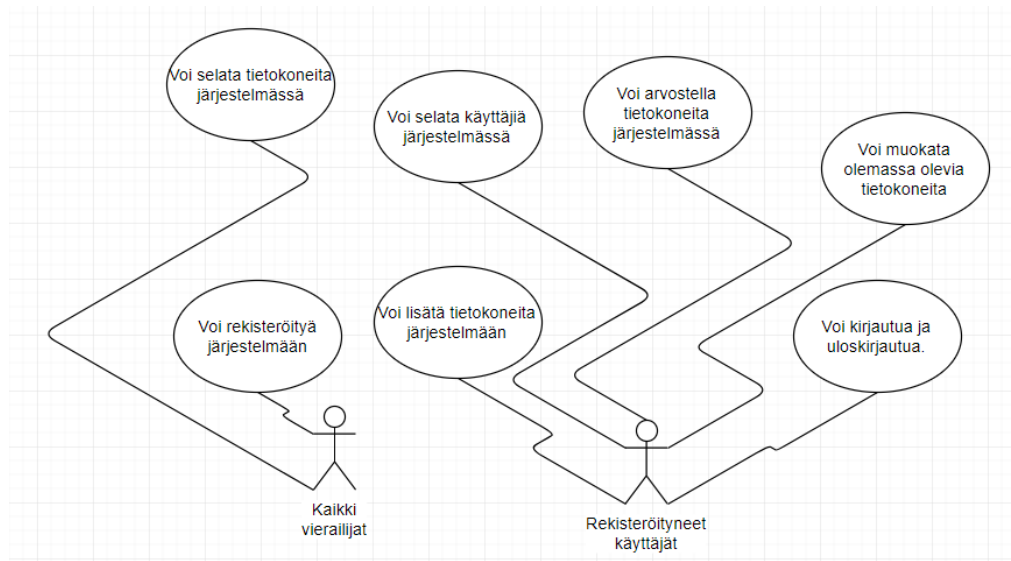 Voi selata tietokoneita
järjestelmässä
Voi selata käyttäjiä
järjestelmässä
Voi arvostella
tietokoneita
järjestelmässä
Voi muokata
olemassa olevia
tietokoneita
Voi rekisteröityä
järjestelmään
Voi lisätä tietokoneita
järjestelmään
Voi kirjautua ja
uloskirjautua.
Kaikki
vierailijat
Rekisteröityneet
käyttäjät